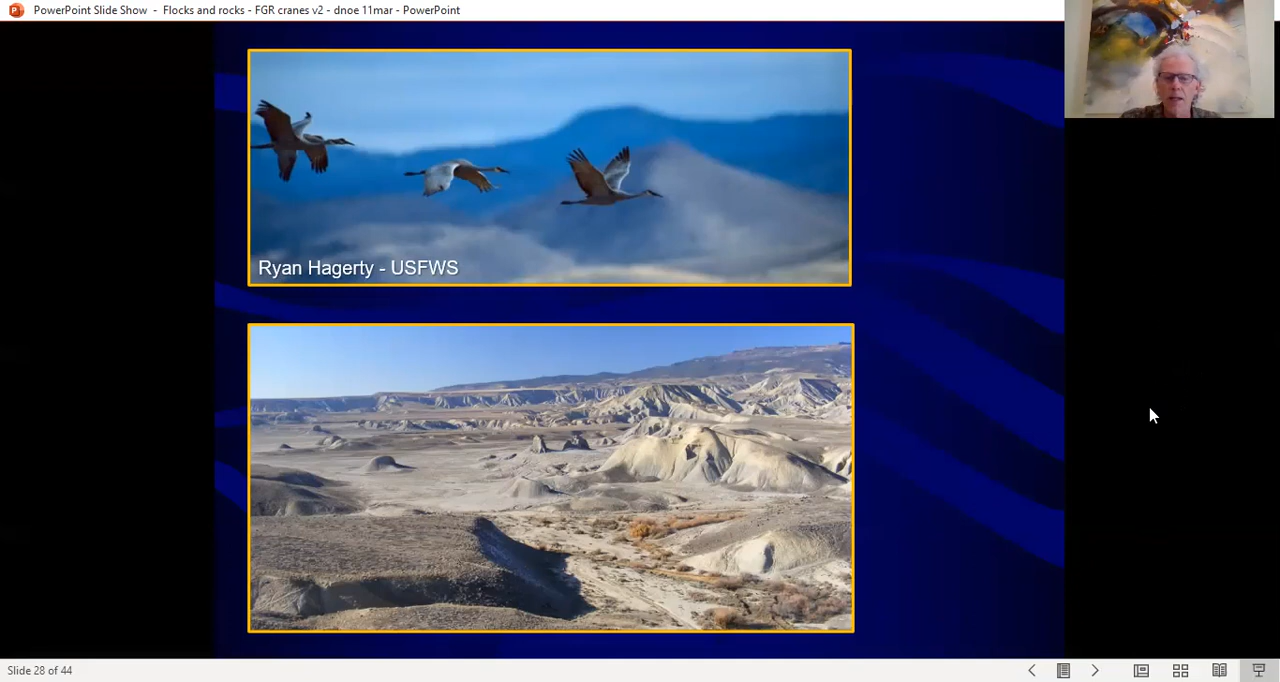 PowerPoint Slide Show - Flocks and rocks - FGR cranes v2 - dnoe 11mar - PowerPoint
Ryan Hagerty - USFWS
Slide 28 of 44